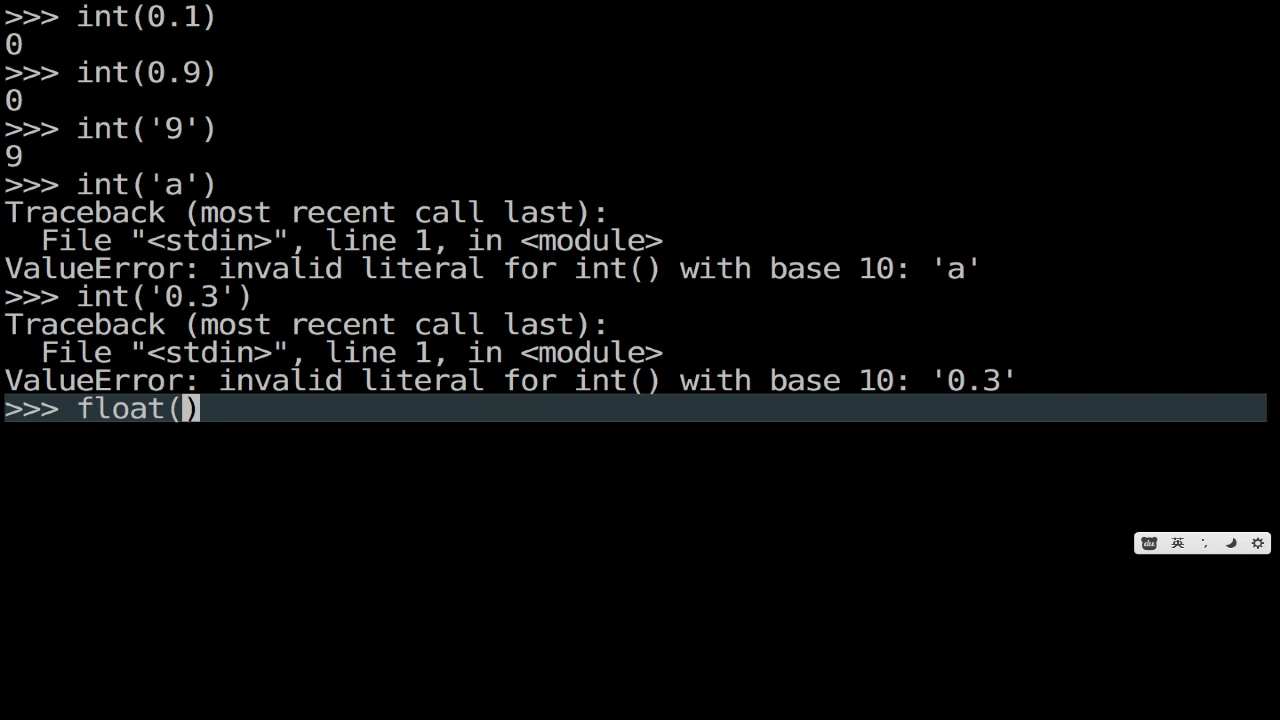 >>> int(0.1)
0
>>> int(0.9)
0
>>> int('9')
9
>>> int('a')
Traceback (most recent call last):
  File "<stdin>", line 1, in <module>
ValueError: invalid literal for int() with base 10: 'a'
>>> int('0.3')
Traceback (most recent call last):
  File "<stdin>", line 1, in <module>
ValueError: invalid literal for int() with base 10: '0.3'
>>> float()
du 英 ',